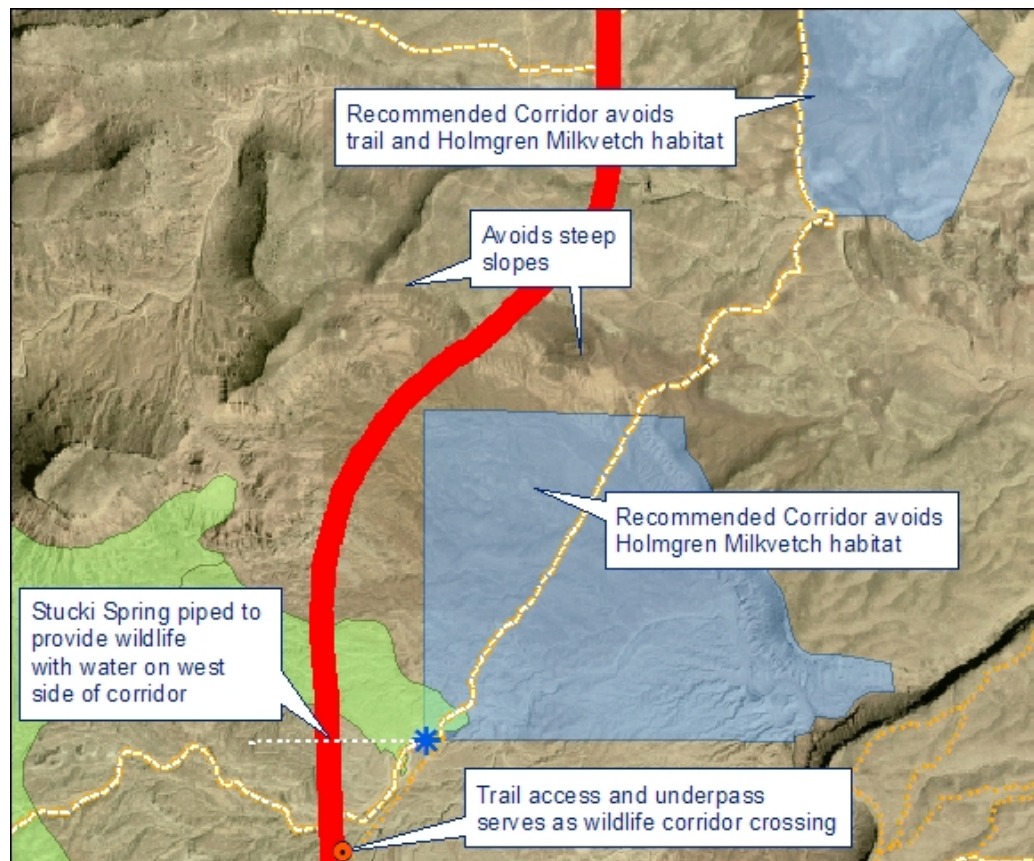 Recommended Corridor avoids
trail and Holmgren Milkvetch habitat
Avoids steep
slopes
Recommended Corridor avoids
Holmgren Milkvetch habitat
Stucki Spring piped to
provide wildlife
with water on west
side of corridor
Trail access and underpass
serves as wildlife corridor crossing